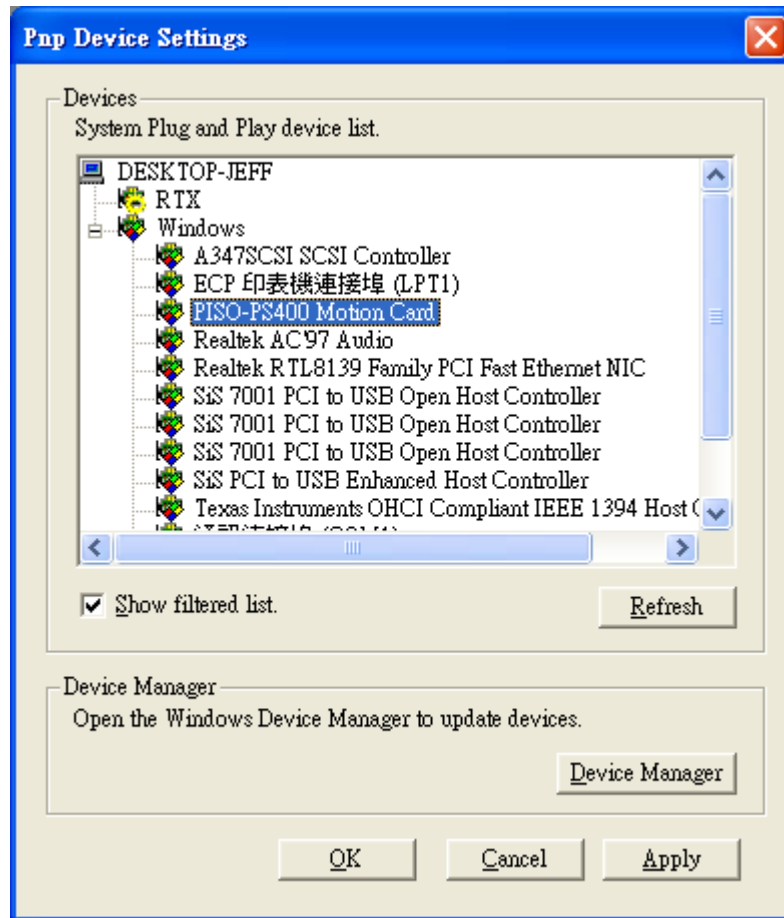 Pnp Device Settings
Devices
System Plug and Play device list.
DESKTOP-JEFF
RTX
Windows
A347SCSI SCSI Controller
ECP 印表機連接埠 (LPT1)
PISO-PS400 Motion Card
Realtek AC'97 Audio
Realtek RTL8139 Family PCI Fast Ethernet NIC
SiS 7001 PCI to USB Open Host Controller
SiS 7001 PCI to USB Open Host Controller
SiS 7001 PCI to USB Open Host Controller
SiS PCI to USB Enhanced Host Controller
Texas Instruments OHCI Compliant IEEE 1394 Host
Show filtered list.
Refresh
Device Manager
Open the Windows Device Manager to update devices.
Device Manager
OK
Cancel
Apply